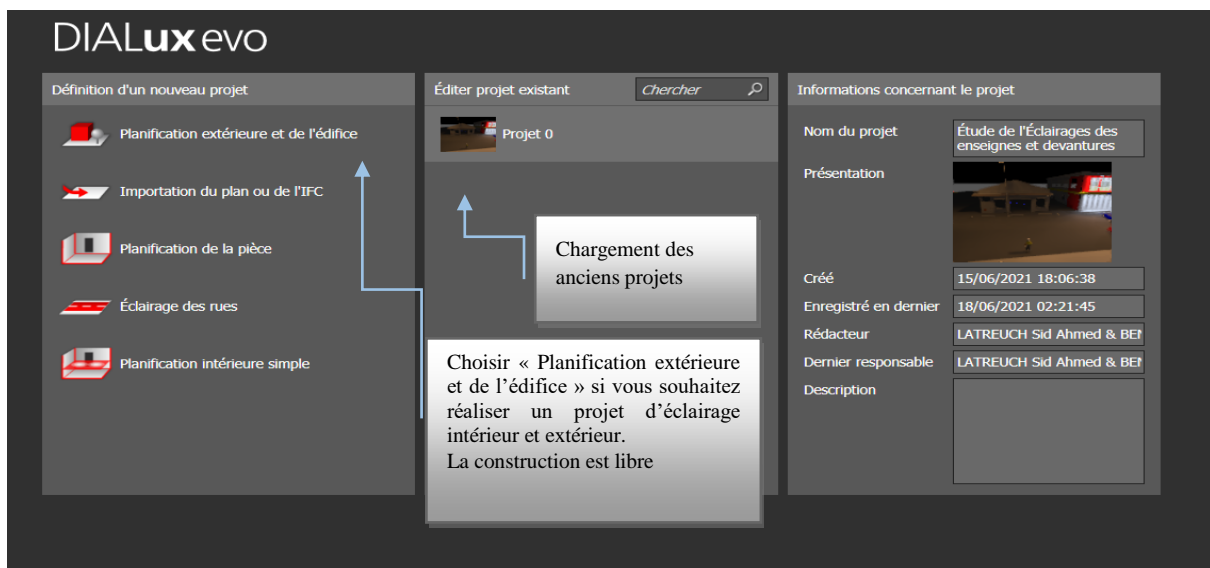 DIALux evo
Définition d'un nouveau projet
Planification extérieure et de l'édifice
Importation du plan ou de l'IFC
Planification de la pièce
Éclairage des rues
Planification intérieure simple
Éditer projet existant
Chercher
Projet 0
Chargement des
anciens projets
Choisir « Planification extérieure
et de l'édifice » si vous souhaitez
réaliser un projet d'éclairage
intérieur et extérieur.
La construction est libre
Informations concernant le projet
Nom du projet
Étude de l'Éclairages des
enseignes et devantures
Présentation
Créé
15/06/2021 18:06:38
Enregistré en dernier
18/06/2021 02:21:45
Rédacteur
LATREUCH Sid Ahmed & BEN
Dernier responsable
LATREUCH Sid Ahmed & BEN
Description